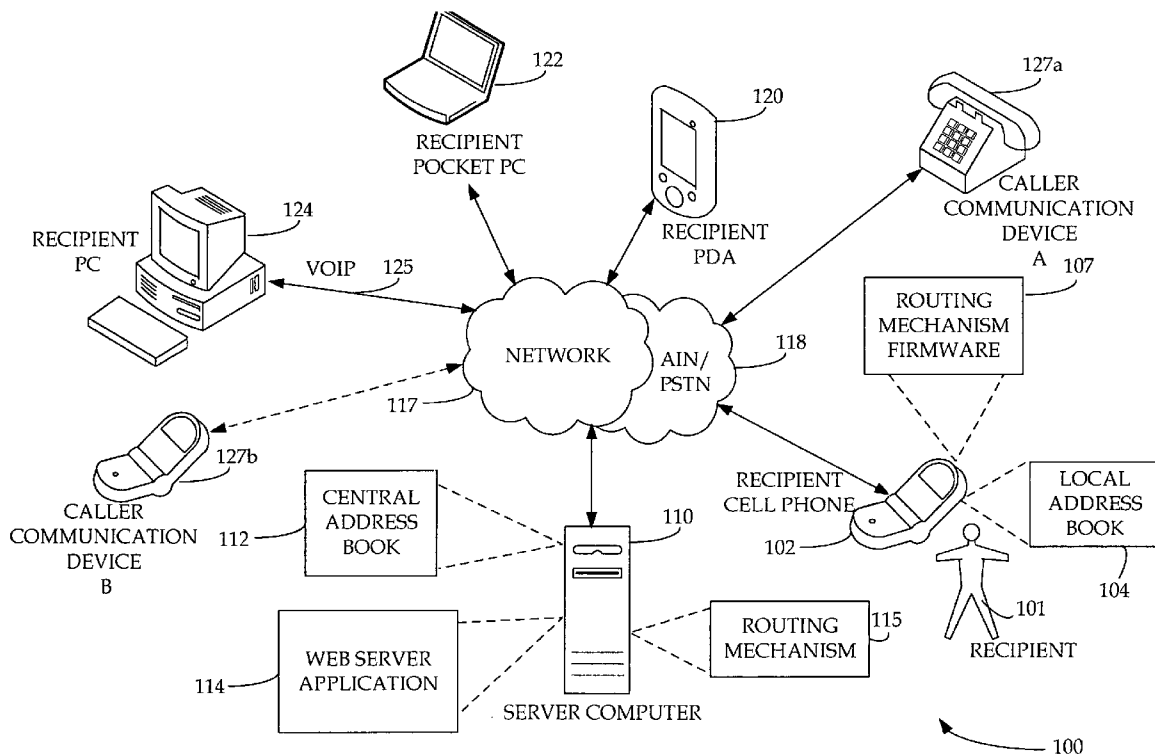 122
RECIPIENT
POCKET PC
120
RECIPIENT
PDA
127a
CALLER
COMMUNICATION
DEVICE
A
RECIPIENT
PC
124
VOIP
125
107
ROUTING
MECHANISM
FIRMWARE
NETWORK
AIN/
PSTN
118
117
127b
CALLER
COMMUNICATION
DEVICE
B
CENTRAL
ADDRESS
BOOK
112
110
RECIPIENT
CELL PHONE
102
LOCAL
ADDRESS
BOOK
104
101
RECIPIENT
WEB SERVER
APPLICATION
114
ROUTING
MECHANISM
115
SERVER COMPUTER
100